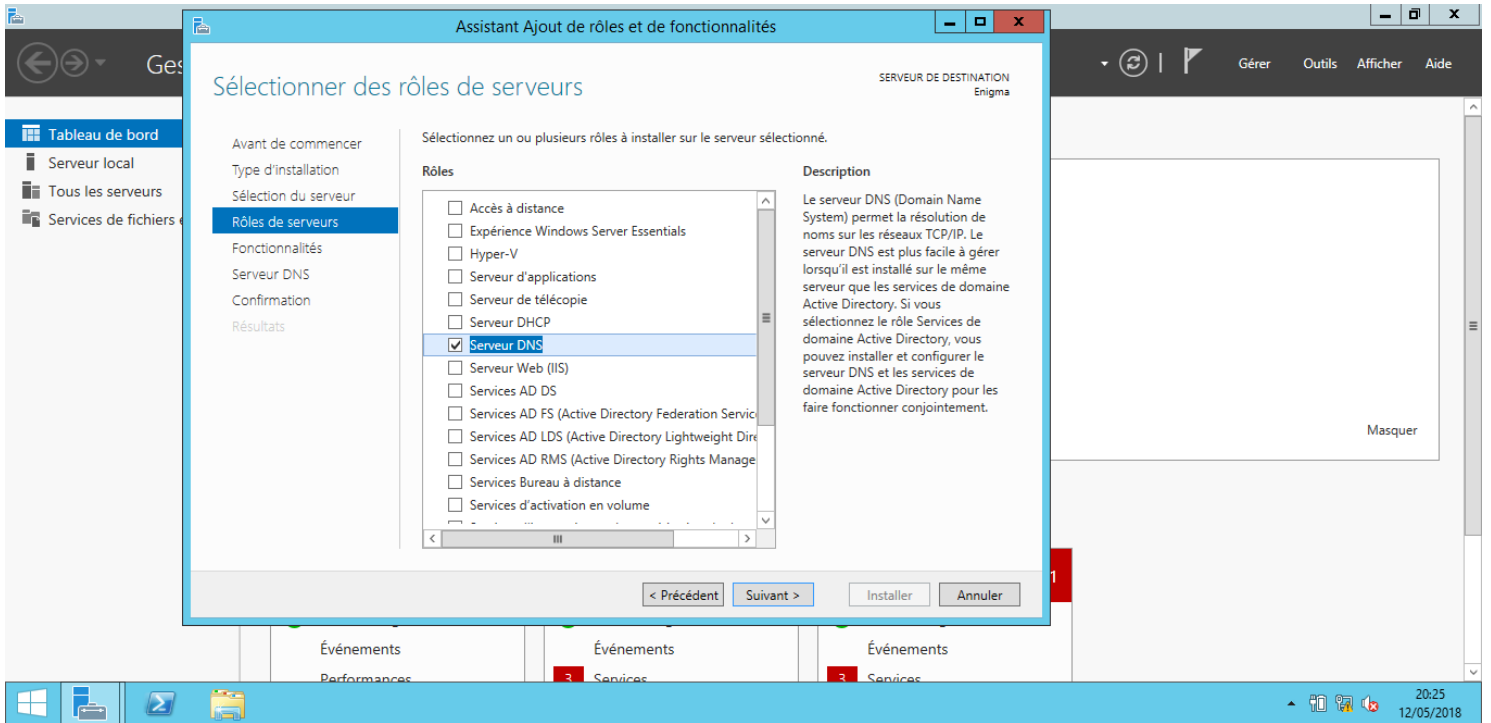 Assistant Ajout de rôles et de fonctionnalités
Ges
Gérer Outils Afficher Aide
Tableau de bord
Serveur local
Tous les serveurs
Services de fichiers
Sélectionner des rôles de serveurs
SERVEUR DE DESTINATION
Enigma
Avant de commencer
Type d'installation
Sélection du serveur
Rôles de serveurs
Fonctionnalités
Serveur DNS
Confirmation
Résultats
Sélectionnez un ou plusieurs rôles à installer sur le serveur sélectionné.
Rôles
Accès à distance
Expérience Windows Server Essentials
Hyper-V
Serveur d'applications
Serveur de télécopie
Serveur DHCP
Serveur DNS
Serveur Web (IIS)
Services AD DS
Services AD FS (Active Directory Federation Servic
Services AD LDS (Active Directory Lightweight Dire
Services AD RMS (Active Directory Rights Manage
Services Bureau à distance
Services d'activation en volume
Description
Le serveur DNS (Domain Name
System) permet la résolution de
noms sur les réseaux TCP/IP. Le
serveur DNS est plus facile à gérer
lorsqu'il est installé sur le même
serveur que les services de domaine
Active Directory. Si vous
sélectionnez le rôle Services de
domaine Active Directory, vous
pouvez installer et configurer le
serveur DNS et les services de
domaine Active Directory pour les
faire fonctionner conjointement.
< Précédent Suivant > Installer Annuler
Masquer
1
Événements Événements Événements
Performances 3 Services 3 Services
20:25
12/05/2018